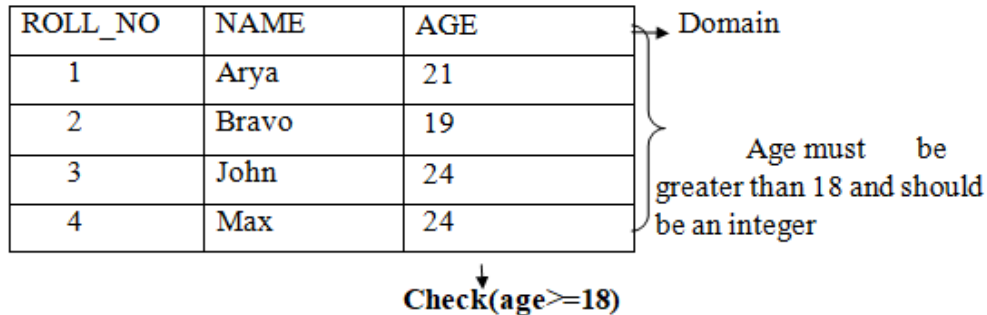 ROLL_NO NAME AGE Domain
1 Arya 21
2 Bravo 19
3 John 24
4 Max 24
Age must be
greater than 18 and should
be an integer
Check(age>=18)